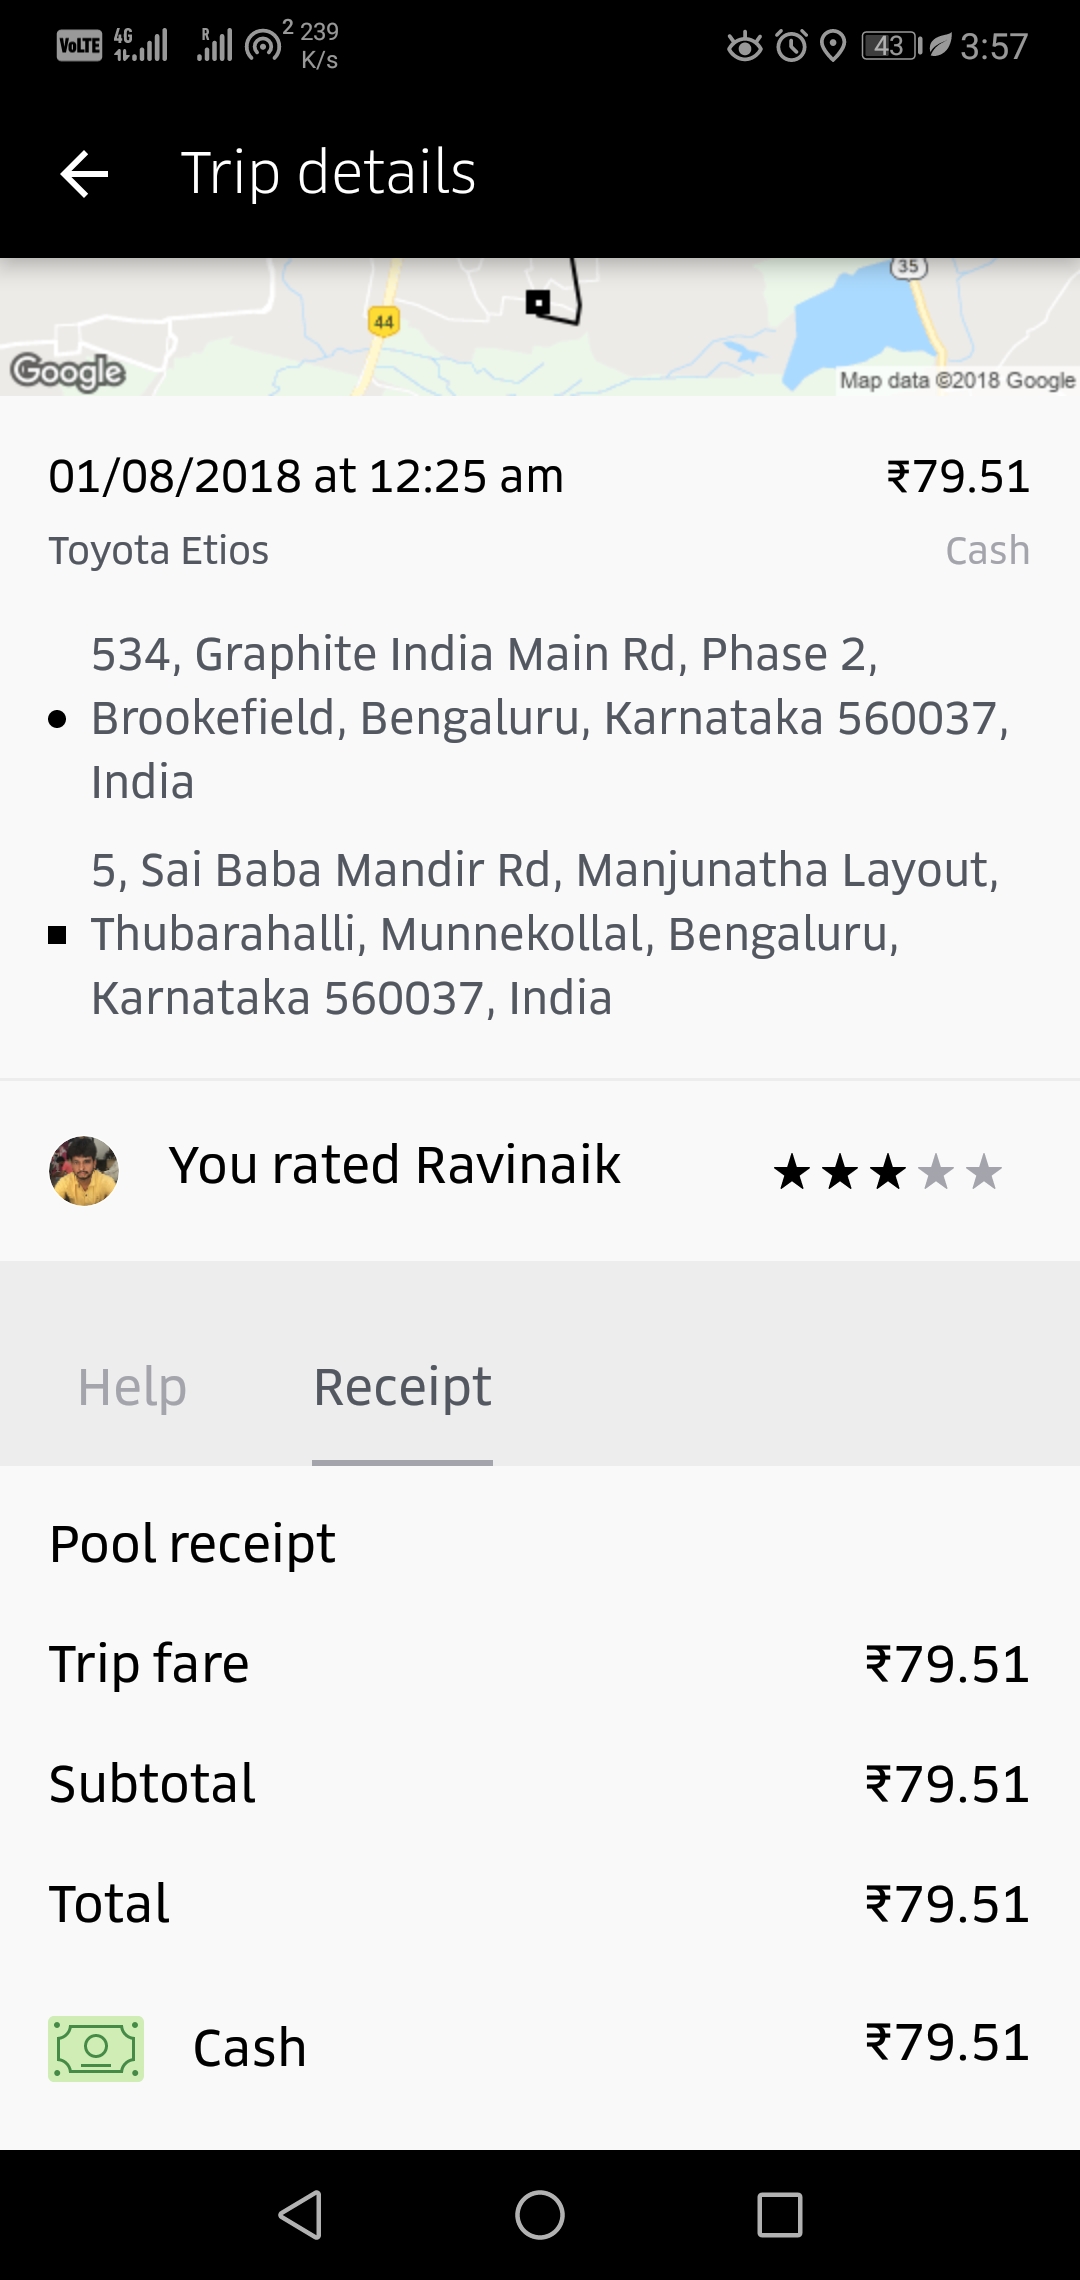 VoLTE 4G R 2 239 K/s 43 3:57
Trip details
35
44
Google
Map data ©2018 Google
01/08/2018 at 12:25 am ₹79.51
Toyota Etios Cash
534, Graphite India Main Rd, Phase 2,
Brookefield, Bengaluru, Karnataka 560037,
India
5, Sai Baba Mandir Rd, Manjunatha Layout,
Thubarahalli, Munnekollal, Bengaluru,
Karnataka 560037, India
You rated Ravinaik
Help Receipt
Pool receipt
Trip fare ₹79.51
Subtotal ₹79.51
Total ₹79.51
Cash ₹79.51